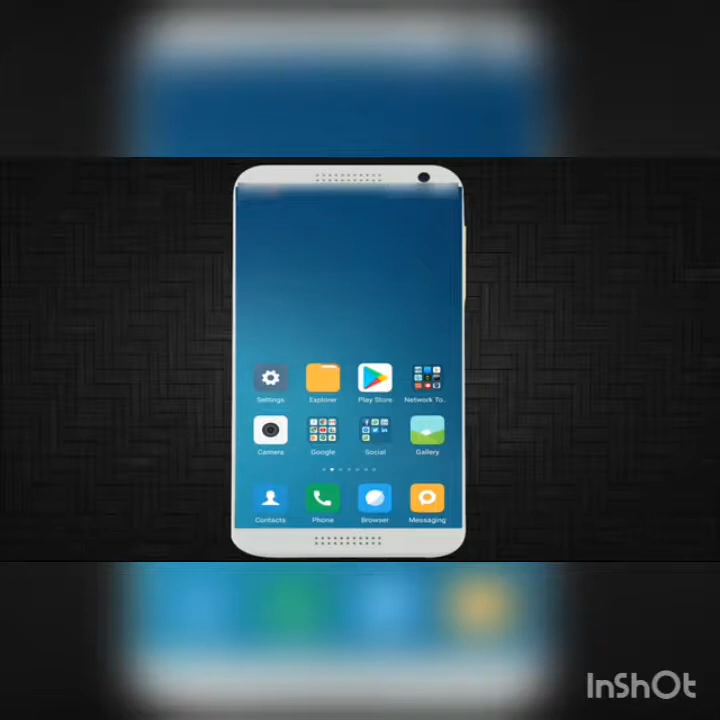 Settings Explorer Play Store Network To..
Camera Google Social Gallery
Contacts Phone Browser Messaging
InShOt